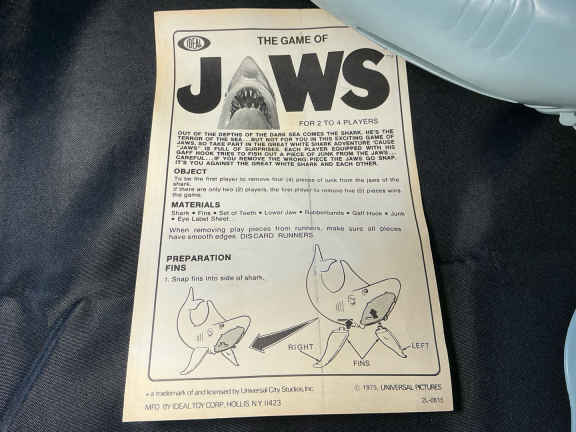 IDEAL
THE GAME OF
JAWS
FOR 2 TO 4 PLAYERS
OUT OF THE DEPTHS OF THE DARK SEA COMES THE SHARK. HE'S THE
TERROR OF THE SEA... BUT NOT FOR YOU IN THIS EXCITING GAME OF
JAWS, SO TAKE PART IN THE GREAT WHITE SHARK ADVENTURE 'CAUSE
"JAWS" IS FULL OF SURPRISES. EACH PLAYER EQUIPPED WITH HIS
GAFF HOOK TRIES TO FISH OUT A PIECE OF JUNK FROM THE JAWS...
CAREFUL... IF YOU REMOVE THE WRONG PIECE THE JAWS GO SNAP.
IT'S YOU AGAINST THE GREAT WHITE SHARK AND EACH OTHER.
OBJECT
To be the first player to remove four (4) pieces of junk from the jaws of the
shark.
If there are only two (2) players, the first player to remove five (5) pieces wins
the game.
MATERIALS
Shark • Fins • Set of Teeth • Lower Jaw • Rubberbands • Gaff Hook • Junk
• Eye Label Sheet
When removing play pieces from runners, make sure all pieces
have smooth edges. DISCARD RUNNERS.
PREPARATION
FINS
1. Snap fins into side of shark.
RIGHT
LEFT
FINS
a trademark of and licensed by Universal City Studios, Inc.
© 1975, UNIVERSAL PICTURES
MFD. BY IDEAL TOY CORP., HOLLIS, N.Y. 11423